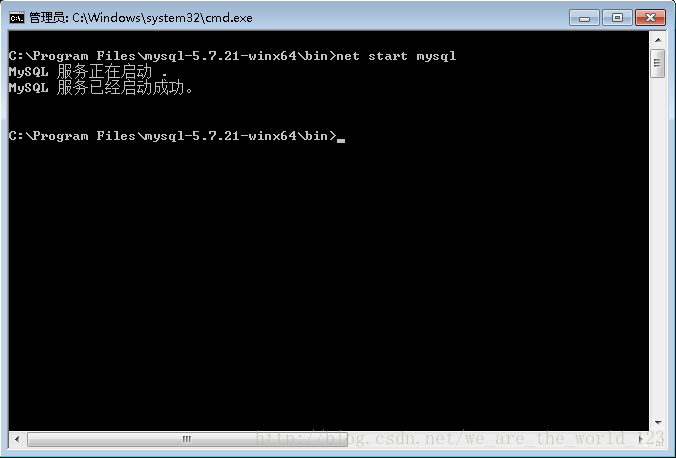 管理员: C:\Windows\system32\cmd.exe
C:\Program Files\mysql-5.7.21-winx64\bin>net start mysql
MySQL 服务正在启动 .
MySQL 服务已经启动成功。
C:\Program Files\mysql-5.7.21-winx64\bin>
http://blog.csdn.net/we_are_the_world_123